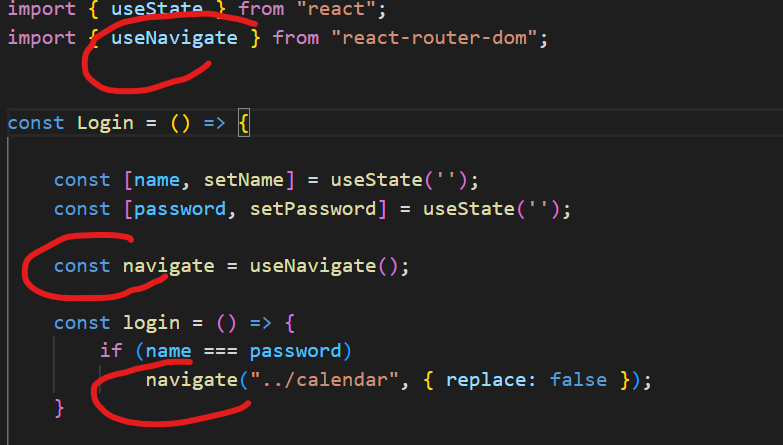 import { useState } from "react";
import { useNavigate } from "react-router-dom";
const Login = () => {
const [name, setName] = useState('');
const [password, setPassword] = useState('');
const navigate = useNavigate();
const login = () => {
if (name === password)
navigate("../calendar", { replace: false });
}